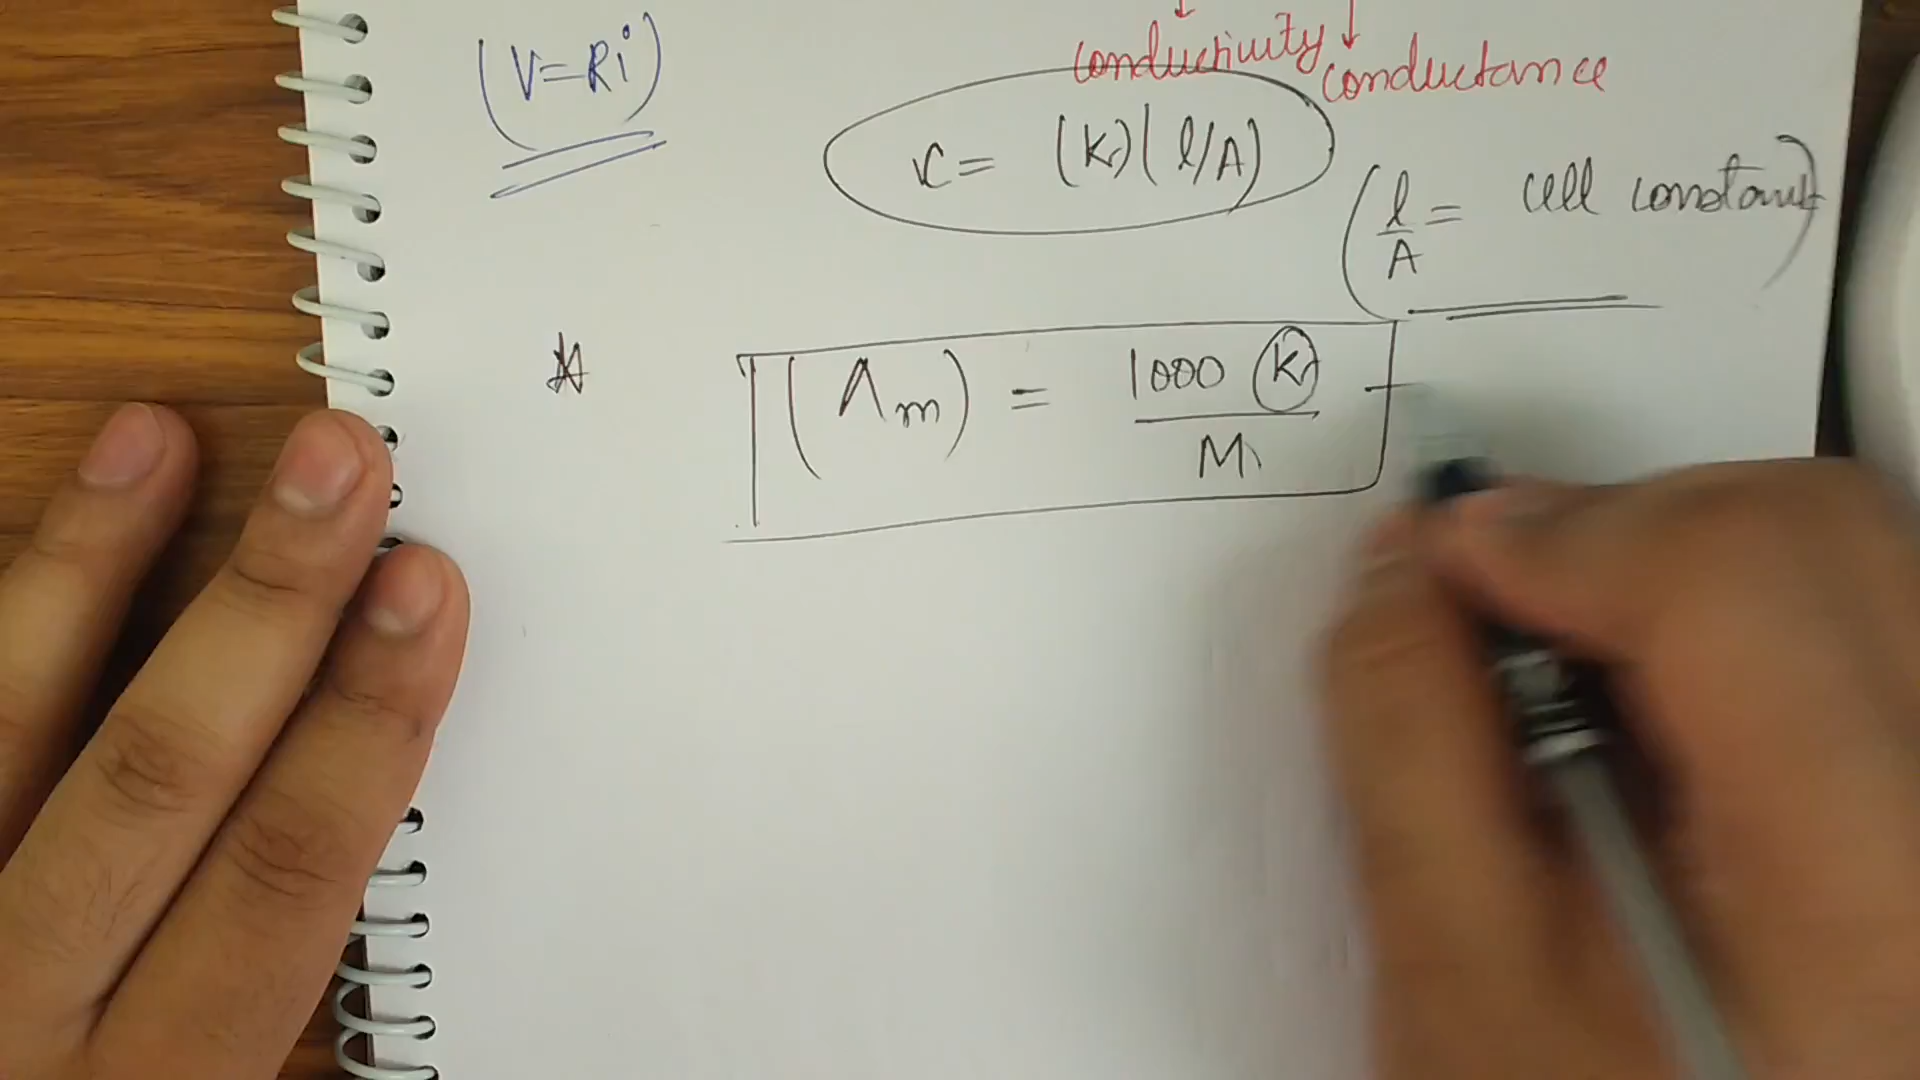 conductivity conductance
(V=Ri)
K= (K)(l/A)
(l/A = cell constant)
(Λm) = 1000 K / M